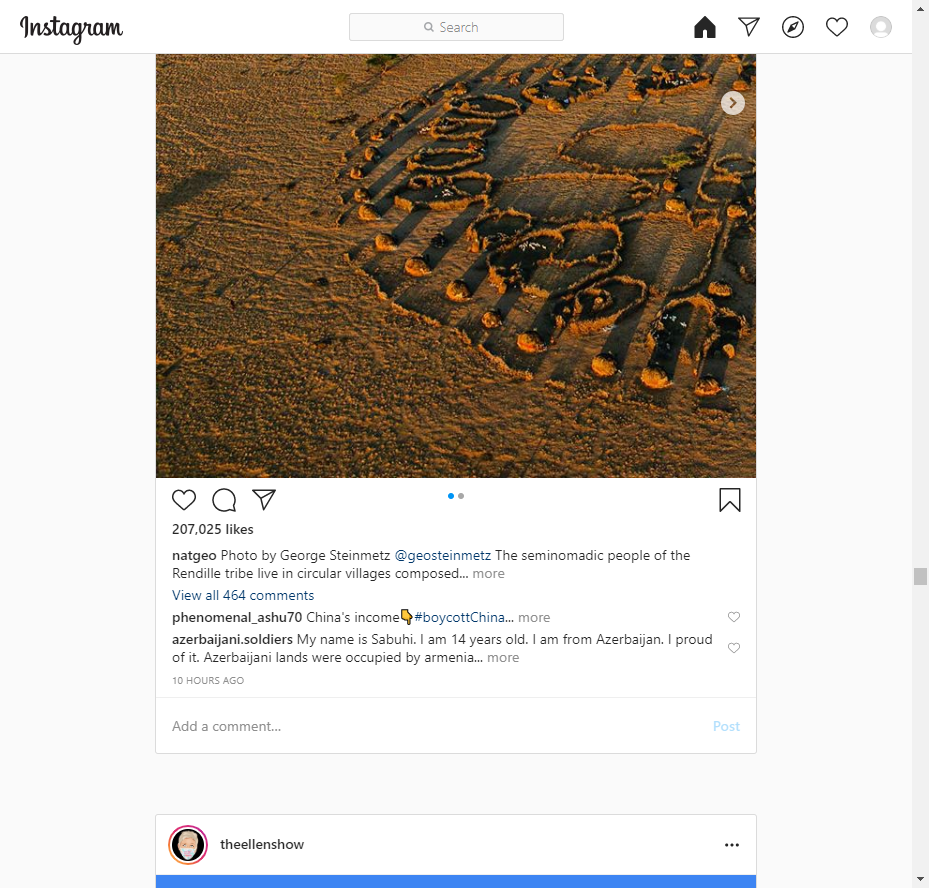 Instagram
Search
207,025 likes
natgeo Photo by George Steinmetz @geosteinmetz The seminomadic people of the
Rendille tribe live in circular villages composed... more
View all 464 comments
phenomenal_ashu70 China's income👇#boycottChina... more
azerbaijani.soldiers My name is Sabuhi. I am 14 years old. I am from Azerbaijan. I proud
of it. Azerbaijani lands were occupied by armenia... more
10 HOURS AGO
Add a comment... Post
theellenshow